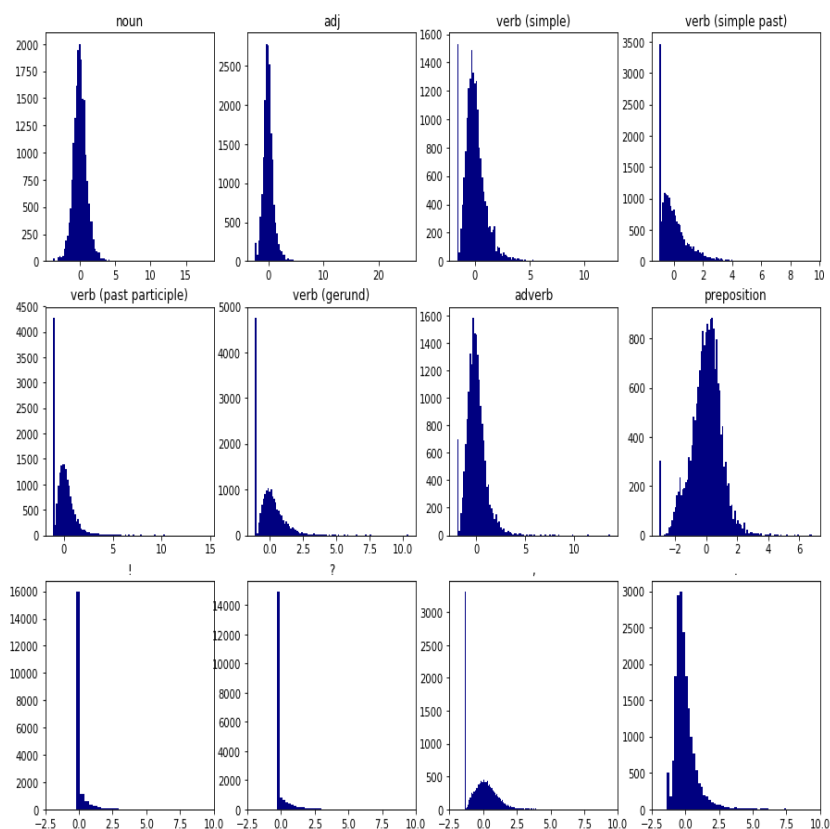 noun adj verb (simple) verb (simple past)
2000 1750 1500 1250 1000 750 500 250 0
0 5 10 15
2500 2000 1500 1000 500 0
0 10 20
1600 1400 1200 1000 800 600 400 200 0
0 5 10
3500 3000 2500 2000 1500 1000 500 0
0 2 4 6 8 10
verb (past participle) verb (gerund) adverb preposition
4500 4000 3500 3000 2500 2000 1500 1000 500 0
0 5 10 15
5000 4000 3000 2000 1000 0
0.0 2.5 5.0 7.5 10.0
1600 1400 1200 1000 800 600 400 200 0
0 5 10
800 600 400 200 0
−2 0 2 4 6
! ? , .
16000 14000 12000 10000 8000 6000 4000 2000 0
−2.5 0.0 2.5 5.0 7.5 10.0
14000 12000 10000 8000 6000 4000 2000 0
−2.5 0.0 2.5 5.0 7.5 10.0
3000 2500 2000 1500 1000 500 0
−2.5 0.0 2.5 5.0 7.5 10.0
3000 2500 2000 1500 1000 500 0
−2.5 0.0 2.5 5.0 7.5 10.0